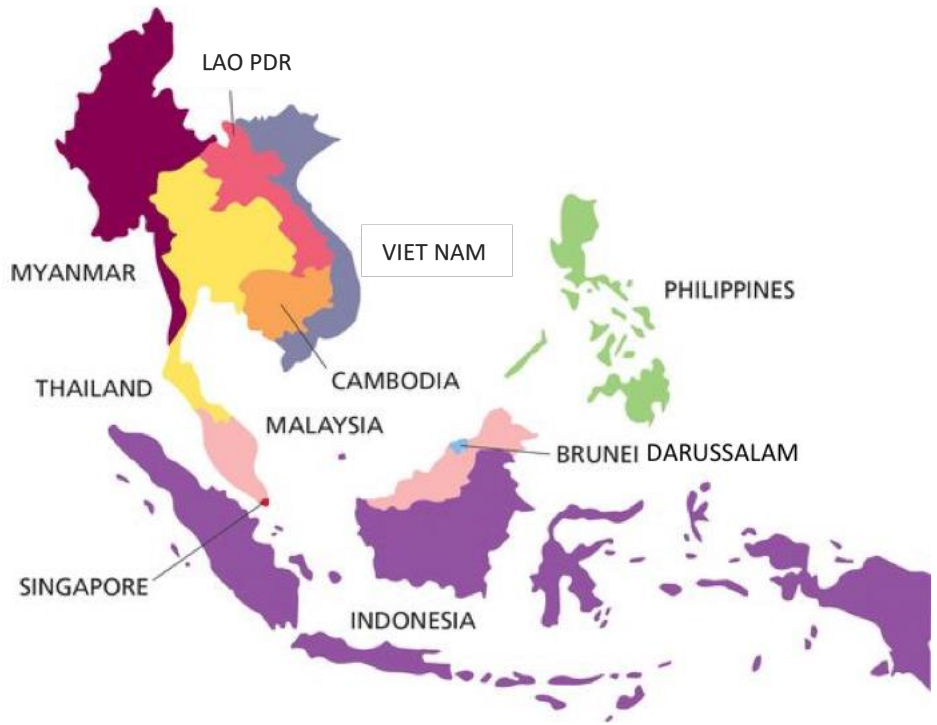 LAO PDR
VIET NAM
MYANMAR
PHILIPPINES
THAILAND
CAMBODIA
MALAYSIA
BRUNEI DARUSSALAM
SINGAPORE
INDONESIA